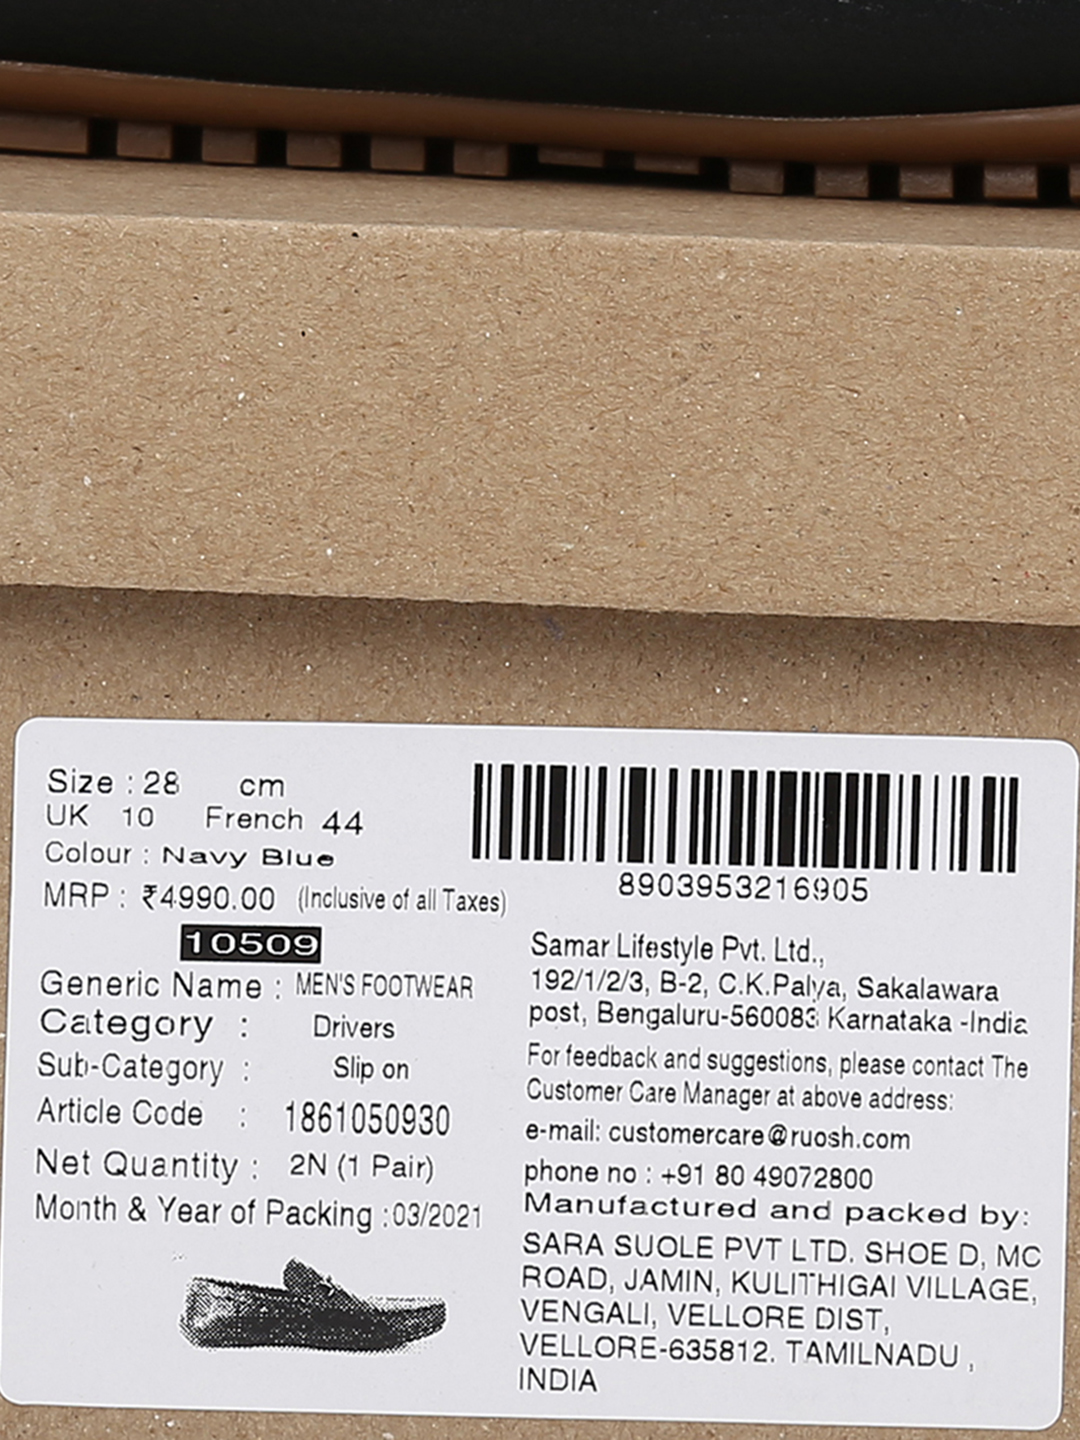 Size : 28 cm
UK 10 French 44
Colour : Navy Blue
MRP : ₹4990.00 (Inclusive of all Taxes)
10509
Generic Name : MEN'S FOOTWEAR
Category : Drivers
Sub-Category : Slip on
Article Code : 1861050930
Net Quantity : 2N (1 Pair)
Month & Year of Packing :03/2021
8903953216905
Samar Lifestyle Pvt. Ltd.,
192/1/2/3, B-2, C.K.Palya, Sakalawara
post, Bengaluru-560083 Karnataka -India
For feedback and suggestions, please contact The
Customer Care Manager at above address:
e-mail: customercare@ruosh.com
phone no : +91 80 49072800
Manufactured and packed by:
SARA SUOLE PVT LTD. SHOE D, MC
ROAD, JAMIN, KULITHIGAI VILLAGE,
VENGALI, VELLORE DIST,
VELLORE-635812. TAMILNADU ,
INDIA